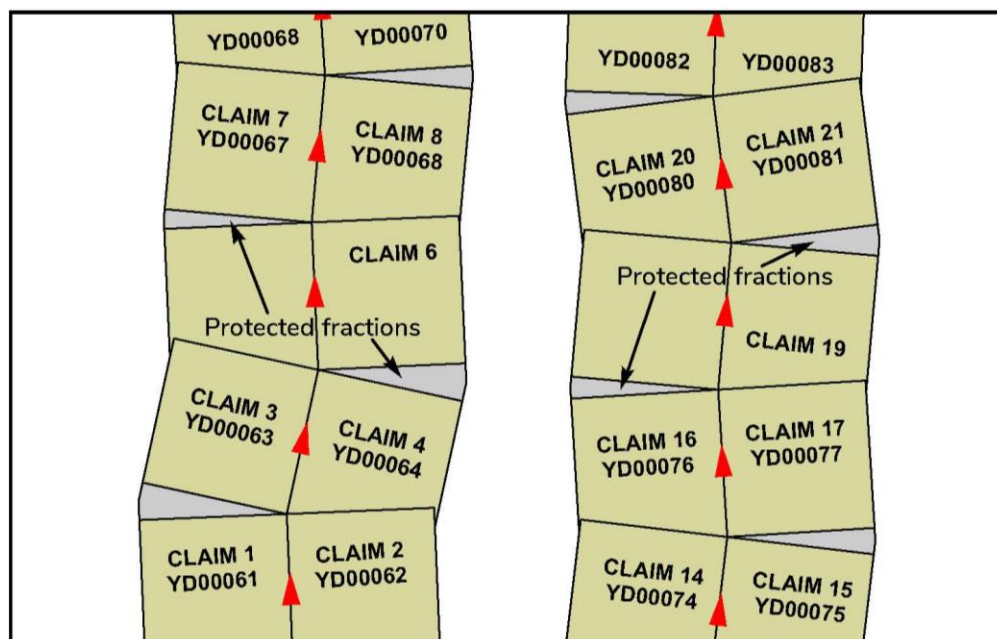 YD00068
YD00070
CLAIM 7
YD00067
CLAIM 8
YD00068
CLAIM 6
Protected fractions
CLAIM 3
YD00063
CLAIM 4
YD00064
CLAIM 1
YD00061
CLAIM 2
YD00062
YD00082
YD00083
CLAIM 20
YD00080
CLAIM 21
YD00081
Protected fractions
CLAIM 19
CLAIM 16
YD00076
CLAIM 17
YD00077
CLAIM 14
YD00074
CLAIM 15
YD00075